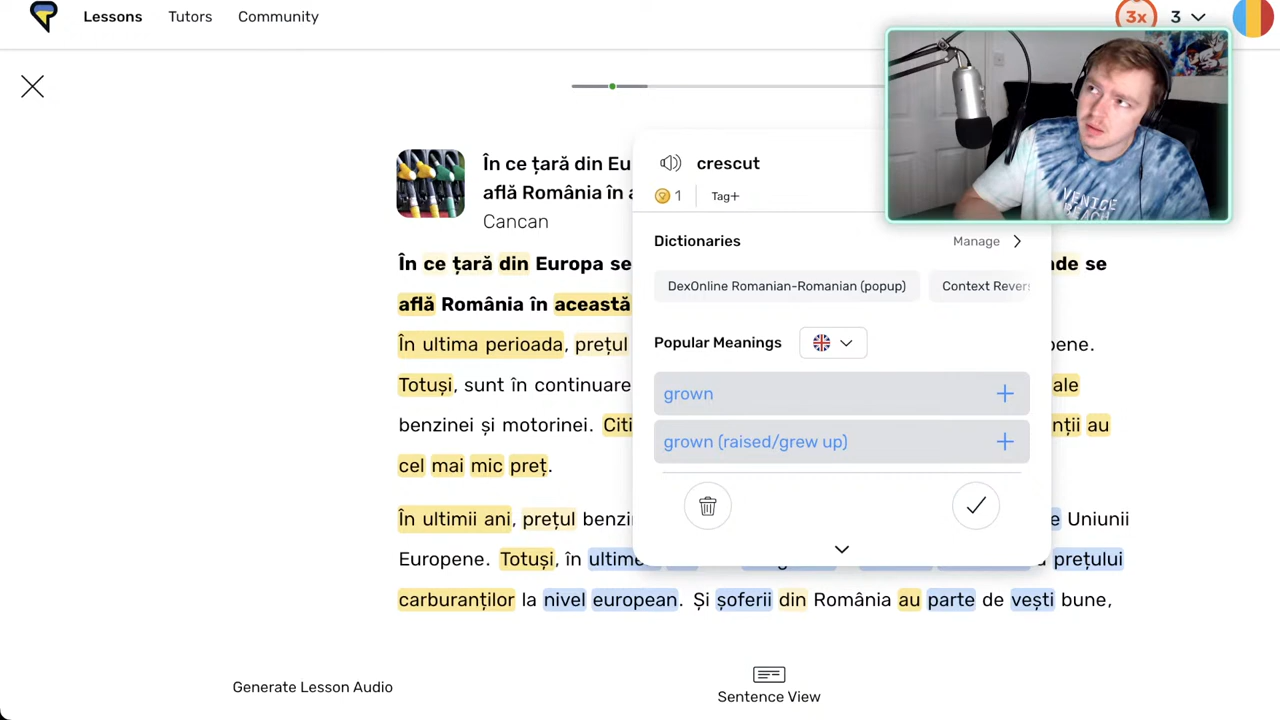 Lessons Tutors Community 3x 3
crescut
1 Tag+
Dictionaries Manage
DexOnline Romanian-Romanian (popup) Context Rever
Popular Meanings
grown
grown (raised/grew up)
În ce țară din Eu
află România în
Cancan
În ce țară din Europa se nde se
află România în această
În ultima perioada, prețul pene.
Totuși, sunt în continuare ale
benzinei și motorinei. Citi nții au
cel mai mic preț.
În ultimii ani, prețul benzi e Uniunii
Europene. Totuși, în ultime a prețului
carburanților la nivel european. Și șoferii din România au parte de vești bune,
Generate Lesson Audio
Sentence View
VENICE
BEACH